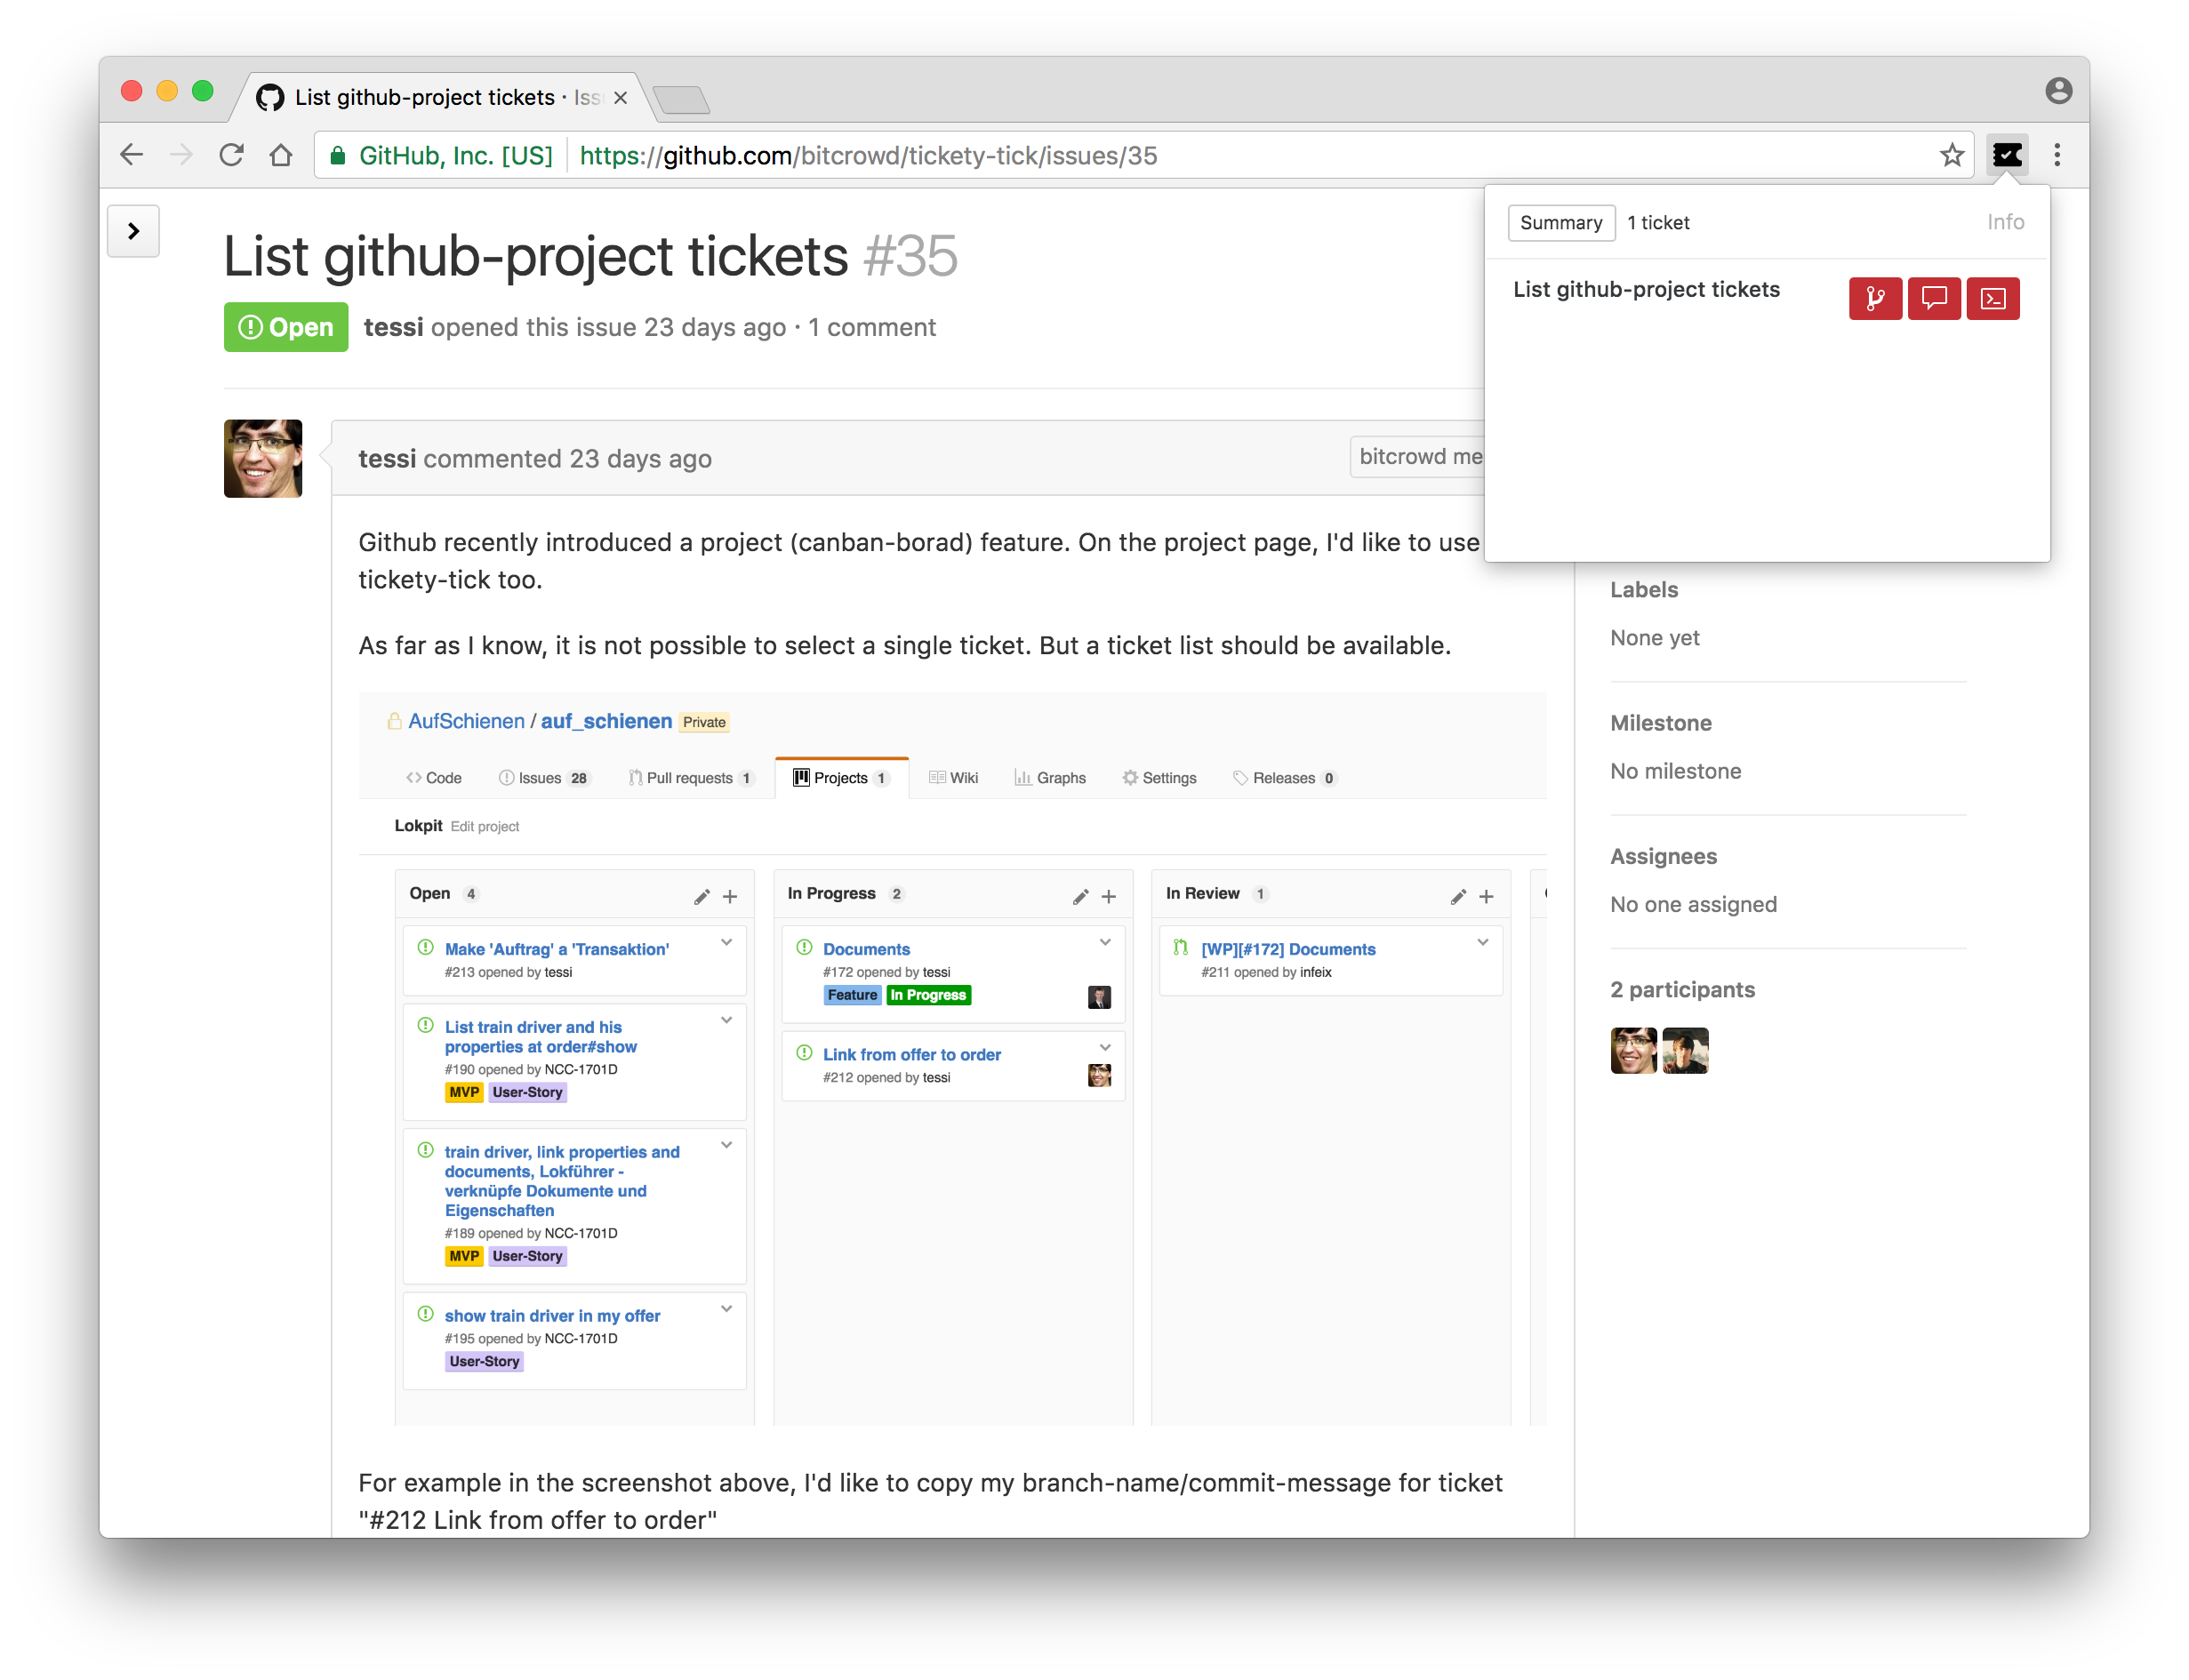 List github-project tickets · Iss
GitHub, Inc. [US] https://github.com/bitcrowd/tickety-tick/issues/35
Summary 1 ticket Info
List github-project tickets
List github-project tickets #35
Open tessi opened this issue 23 days ago · 1 comment
tessi commented 23 days ago
bitcrowd me
Github recently introduced a project (canban-borad) feature. On the project page, I'd like to use
tickety-tick too.
As far as I know, it is not possible to select a single ticket. But a ticket list should be available.
AufSchienen / auf_schienen Private
Code Issues 28 Pull requests 1 Projects 1 Wiki Graphs Settings Releases 0
Lokpit Edit project
Open 4
Make 'Auftrag' a 'Transaktion'
#213 opened by tessi
List train driver and his
properties at order#show
#190 opened by NCC-1701D
MVP User-Story
train driver, link properties and
documents, Lokführer -
verknüpfe Dokumente und
Eigenschaften
#189 opened by NCC-1701D
MVP User-Story
show train driver in my offer
#195 opened by NCC-1701D
User-Story
In Progress 2
Documents
#172 opened by tessi
Feature In Progress
Link from offer to order
#212 opened by tessi
In Review 1
[WP][#172] Documents
#211 opened by infeix
For example in the screenshot above, I'd like to copy my branch-name/commit-message for ticket
"#212 Link from offer to order"
Labels
None yet
Milestone
No milestone
Assignees
No one assigned
2 participants